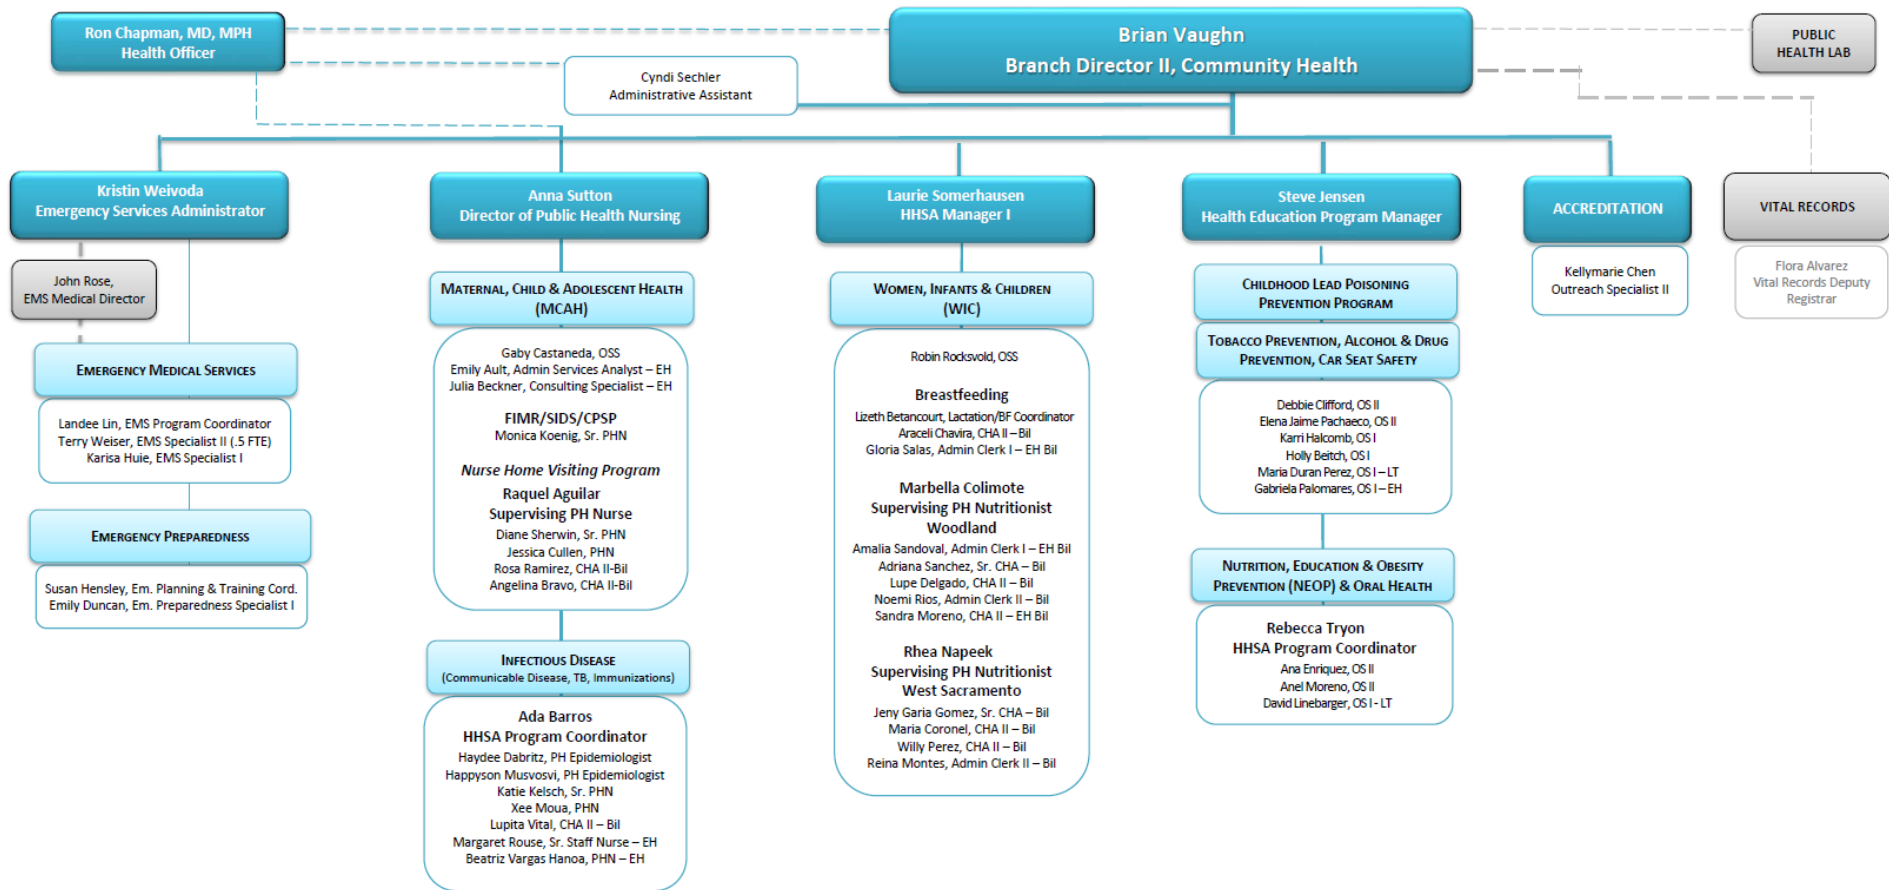 Ron Chapman, MD, MPH
Health Officer
Brian Vaughn
Branch Director II, Community Health
PUBLIC
HEALTH LAB
Cyndi Sechler
Administrative Assistant
Kristin Weivoda
Emergency Services Administrator
John Rose,
EMS Medical Director
EMERGENCY MEDICAL SERVICES
Landee Lin, EMS Program Coordinator
Terry Weiser, EMS Specialist II (.5 FTE)
Karisa Huie, EMS Specialist I
EMERGENCY PREPAREDNESS
Susan Hensley, Em. Planning & Training Cord.
Emily Duncan, Em. Preparedness Specialist I
Anna Sutton
Director of Public Health Nursing
MATERNAL, CHILD & ADOLESCENT HEALTH
(MCAH)
Gaby Castaneda, OSS
Emily Ault, Admin Services Analyst – EH
Julia Beckner, Consulting Specialist – EH
FIMR/SIDS/CPSP
Monica Koenig, Sr. PHN
Nurse Home Visiting Program
Raquel Aguilar
Supervising PH Nurse
Diane Sherwin, Sr. PHN
Jessica Cullen, PHN
Rosa Ramirez, CHA II-Bil
Angelina Bravo, CHA II-Bil
INFECTIOUS DISEASE
(Communicable Disease, TB, Immunizations)
Ada Barros
HHSA Program Coordinator
Haydee Dabritz, PH Epidemiologist
Happyson Musvosvi, PH Epidemiologist
Katie Kelsch, Sr. PHN
Xee Moua, PHN
Lupita Vital, CHA II – Bil
Margaret Rouse, Sr. Staff Nurse – EH
Beatriz Vargas Hanoa, PHN – EH
Laurie Somerhausen
HHSA Manager I
WOMEN, INFANTS & CHILDREN
(WIC)
Robin Rocksvold, OSS
Breastfeeding
Lizeth Betancourt, Lactation/BF Coordinator
Araceli Chavira, CHA II – Bil
Gloria Salas, Admin Clerk I – EH Bil
Marbella Colimote
Supervising PH Nutritionist
Woodland
Amalia Sandoval, Admin Clerk I – EH Bil
Adriana Sanchez, Sr. CHA – Bil
Lupe Delgado, CHA II – Bil
Noemi Rios, Admin Clerk II – Bil
Sandra Moreno, CHA II – EH Bil
Rhea Napeek
Supervising PH Nutritionist
West Sacramento
Jeny Garia Gomez, Sr. CHA – Bil
Maria Coronel, CHA II – Bil
Willy Perez, CHA II – Bil
Reina Montes, Admin Clerk II – Bil
Steve Jensen
Health Education Program Manager
CHILDHOOD LEAD POISONING
PREVENTION PROGRAM
TOBACCO PREVENTION, ALCOHOL & DRUG
PREVENTION, CAR SEAT SAFETY
Debbie Clifford, OS II
Elena Jaime Pachaeco, OS II
Karri Halcomb, OS I
Holly Beitch, OS I
Maria Duran Perez, OS I – LT
Gabriela Palomares, OS I – EH
NUTRITION, EDUCATION & OBESITY
PREVENTION (NEOP) & ORAL HEALTH
Rebecca Tryon
HHSA Program Coordinator
Ana Enriquez, OS II
Anel Moreno, OS II
David Linebarger, OS I - LT
ACCREDITATION
Kellymarie Chen
Outreach Specialist II
VITAL RECORDS
Flora Alvarez
Vital Records Deputy
Registrar